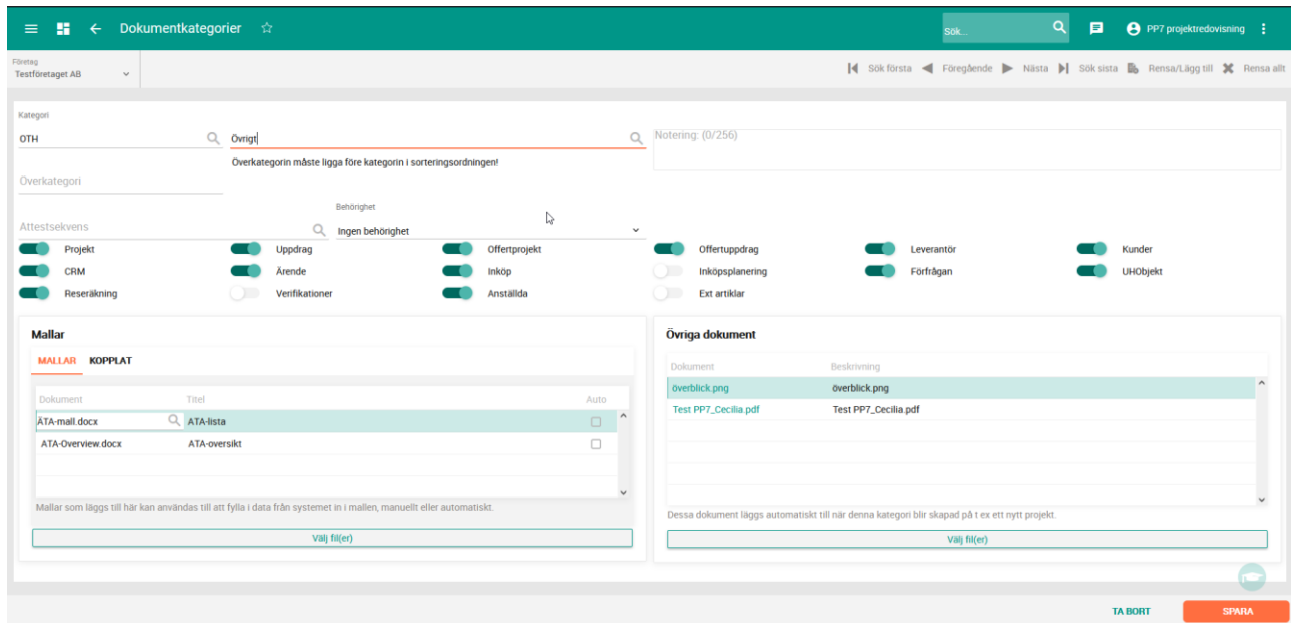 Dokumentkategorier
Sök...
PP7 projektredovisning
Företag
Testföretaget AB
Sök första
Föregående
Nästa
Sök sista
Rensa/Lägg till
Rensa allt
Kategori
OTH
Övrigt
Notering: (0/256)
Överkategorin måste ligga före kategorin i sorteringsordningen!
Överkategori
Behörighet
Attestsekvens
Ingen behörighet
Projekt
Uppdrag
Offertprojekt
Offertuppdrag
Leverantör
Kunder
CRM
Ärende
Inköp
Inköpsplanering
Förfrågan
UHObjekt
Reseräkning
Verifikationer
Anställda
Ext artiklar
Mallar
MALLAR
KOPPLAT
Dokument
Titel
Auto
ÄTA-mall.docx
ATA-lista
ATA-Overview.docx
ATA-oversikt
Mallar som läggs till här kan användas till att fylla i data från systemet in i mallen, manuellt eller automatiskt.
Välj fil(er)
Övriga dokument
Dokument
Beskrivning
överblick.png
överblick.png
Test PP7_Cecilia.pdf
Test PP7_Cecilia.pdf
Dessa dokument läggs automatiskt till när denna kategori blir skapad på t ex ett nytt projekt.
Välj fil(er)
TA BORT
SPARA